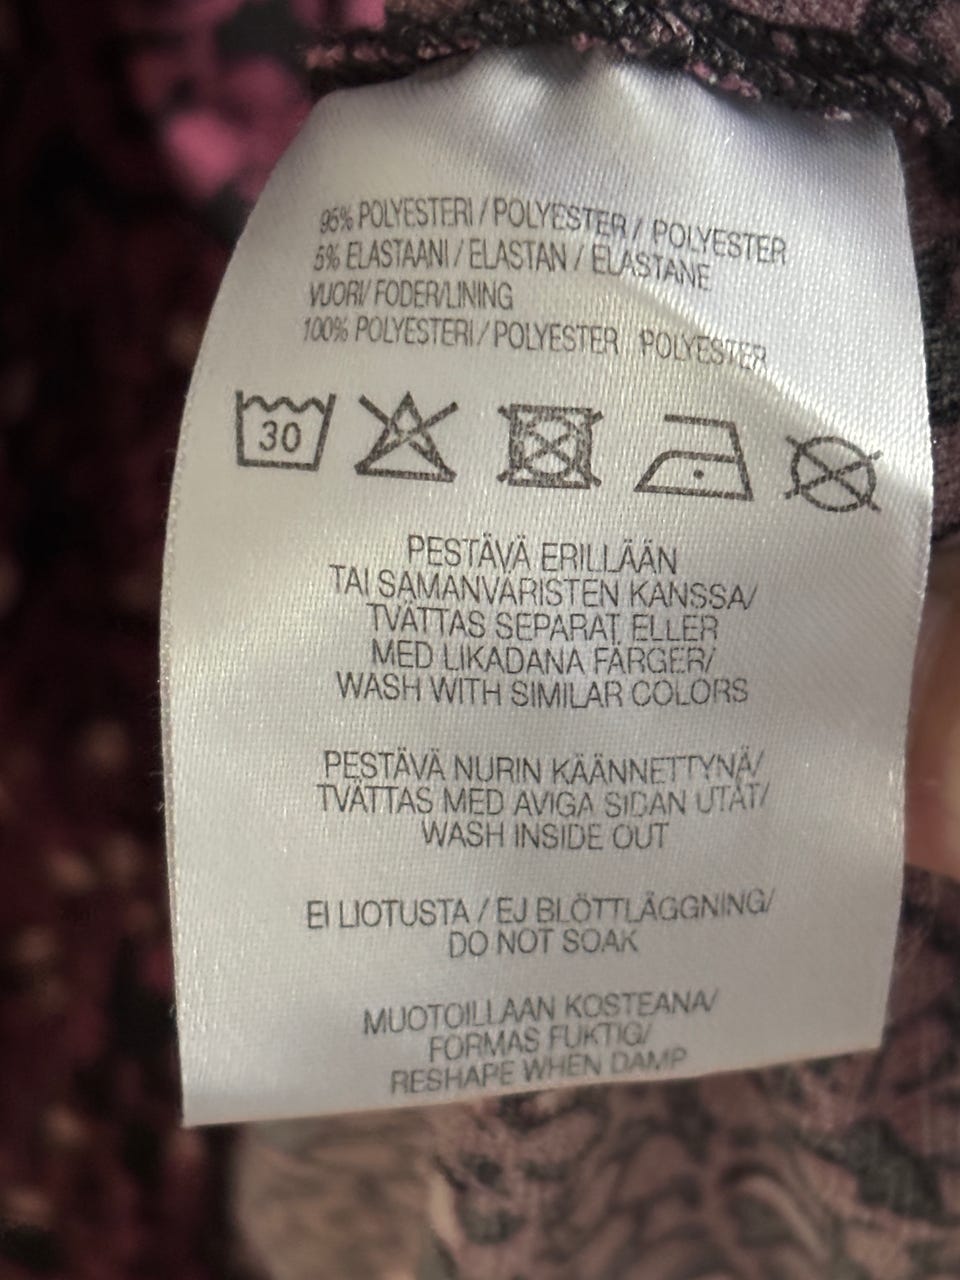 95% POLYESTERI / POLYESTER / POLYESTER
5% ELASTAANI / ELASTAN / ELASTANE
VUORI/ FODER/LINING
100% POLYESTERI / POLYESTER / POLYESTER
30
PESTÄVÄ ERILLÄÄN
TAI SAMANVÄRISTEN KANSSA/
TVÄTTAS SEPARAT ELLER
MED LIKADANA FÄRGER/
WASH WITH SIMILAR COLORS
PESTÄVÄ NURIN KÄÄNNETTYNÄ/
TVÄTTAS MED AVIGA SIDAN UTÅT/
WASH INSIDE OUT
EI LIOTUSTA / EJ BLÖTTLÄGGNING/
DO NOT SOAK
MUOTOILLAAN KOSTEANA/
FORMAS FUKTIG/
RESHAPE WHEN DAMP